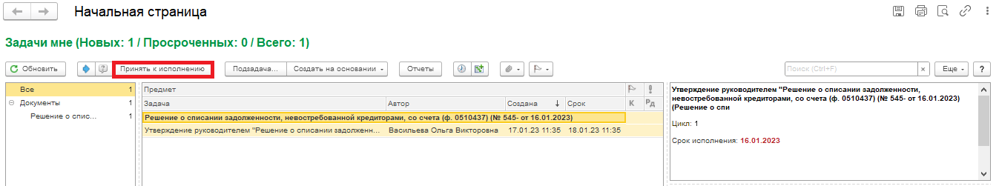 Начальная страница
Задачи мне (Новых: 1 / Просроченных: 0 / Всего: 1)
Обновить Принять к исполнению Подзадача... Создать на основании Отчеты Поиск (Ctrl+F) × Еще ?
Все 1
Документы 1
Решение о спис... 1
Предмет
Задача Автор Создана ↓ Срок К Рд
Решение о списании задолженности, невостребованной кредиторами, со счета (ф. 0510437) (№ 545- от 16.01.2023)
Утверждение руководителем "Решение о списании задолженн... Васильева Ольга Викторовна 17.01.23 11:35 18.01.23 11:35
Утверждение руководителем "Решение о списании задолженности,
невостребованной кредиторами, со счета (ф. 0510437) (№ 545- от 16.01.2023)
(Решение о спи
Цикл: 1
Срок исполнения: 16.01.2023